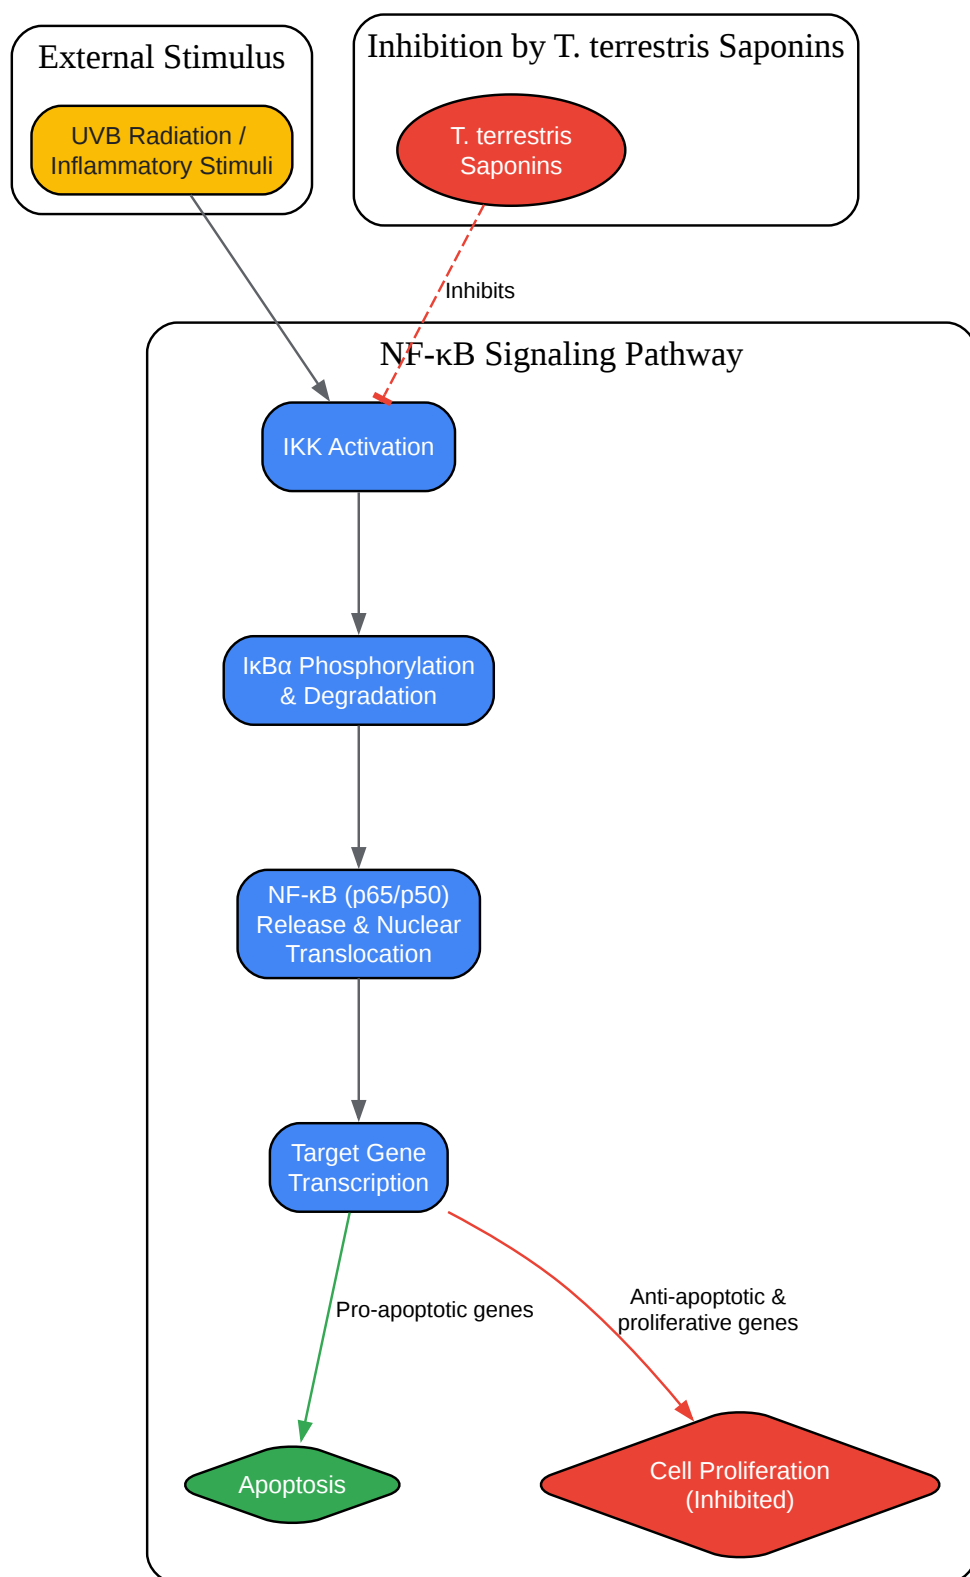 External Stimulus
UVB Radiation /
Inflammatory Stimuli
Inhibition by T. terrestris Saponins
T. terrestris
Saponins
Inhibits
NF-κB Signaling Pathway
IKK Activation
IκBα Phosphorylation
& Degradation
NF-κB (p65/p50)
Release & Nuclear
Translocation
Target Gene
Transcription
Pro-apoptotic genes
Anti-apoptotic &
proliferative genes
Apoptosis
Cell Proliferation
(Inhibited)